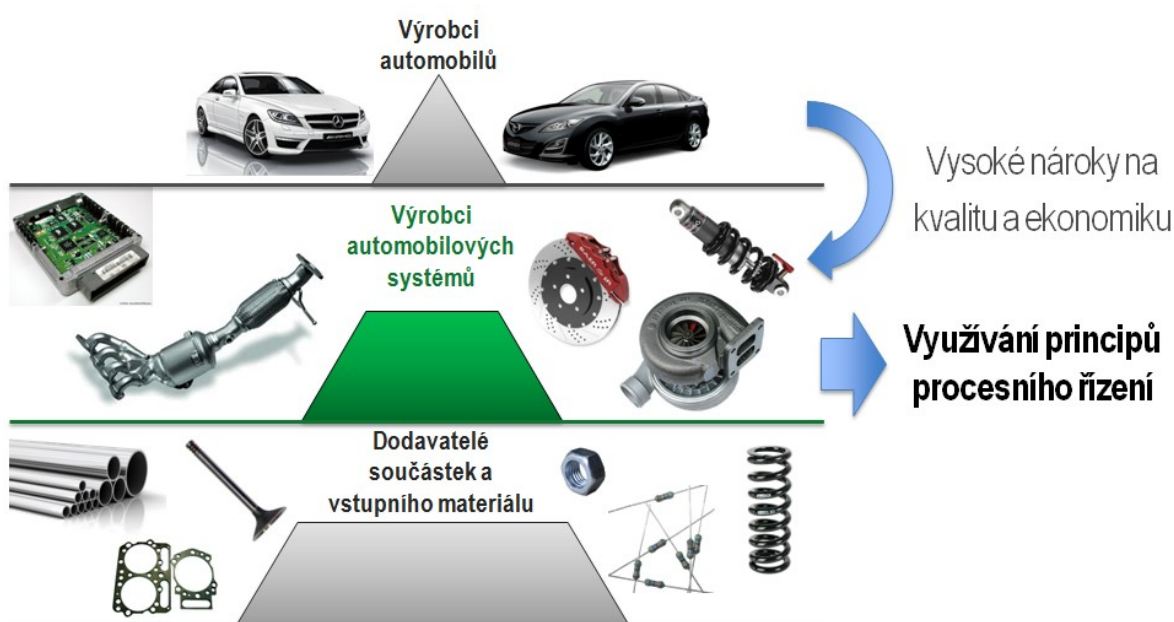 Výrobci
automobilů
Vysoké nároky na
kvalitu a ekonomiku
Výrobci
automobilových
systémů
Využívání principů
procesního řízení
Dodavatelé
součástek a
vstupního materiálu